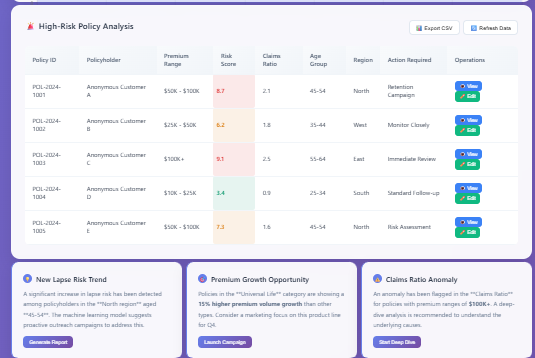 High-Risk Policy Analysis
Export CSV
Refresh Data
Policy ID Policyholder Premium Range Risk Score Claims Ratio Age Group Region Action Required Operations
POL-2024-1001 Anonymous Customer A $50K - $100K 8.7 2.1 45-54 North Retention Campaign View Edit
POL-2024-1002 Anonymous Customer B $25K - $50K 6.2 1.8 35-44 West Monitor Closely View Edit
POL-2024-1003 Anonymous Customer C $100K+ 9.1 2.5 55-64 East Immediate Review View Edit
POL-2024-1004 Anonymous Customer D $10K - $25K 3.4 0.9 25-34 South Standard Follow-up View Edit
POL-2024-1005 Anonymous Customer E $50K - $100K 7.3 1.6 45-54 North Risk Assessment View Edit
New Lapse Risk Trend
A significant increase in lapse risk has been detected
among policyholders in the **North region** aged
**45-54**. The machine learning model suggests
proactive outreach campaigns to address this.
Generate Report
Premium Growth Opportunity
Policies in the **Universal Life** category are showing a
15% higher premium volume growth than other
types. Consider a marketing focus on this product line
for Q4.
Launch Campaign
Claims Ratio Anomaly
An anomaly has been flagged in the **Claims Ratio**
for policies with premium ranges of $100K+. A deep-
dive analysis is recommended to understand the
underlying causes.
Start Deep Dive